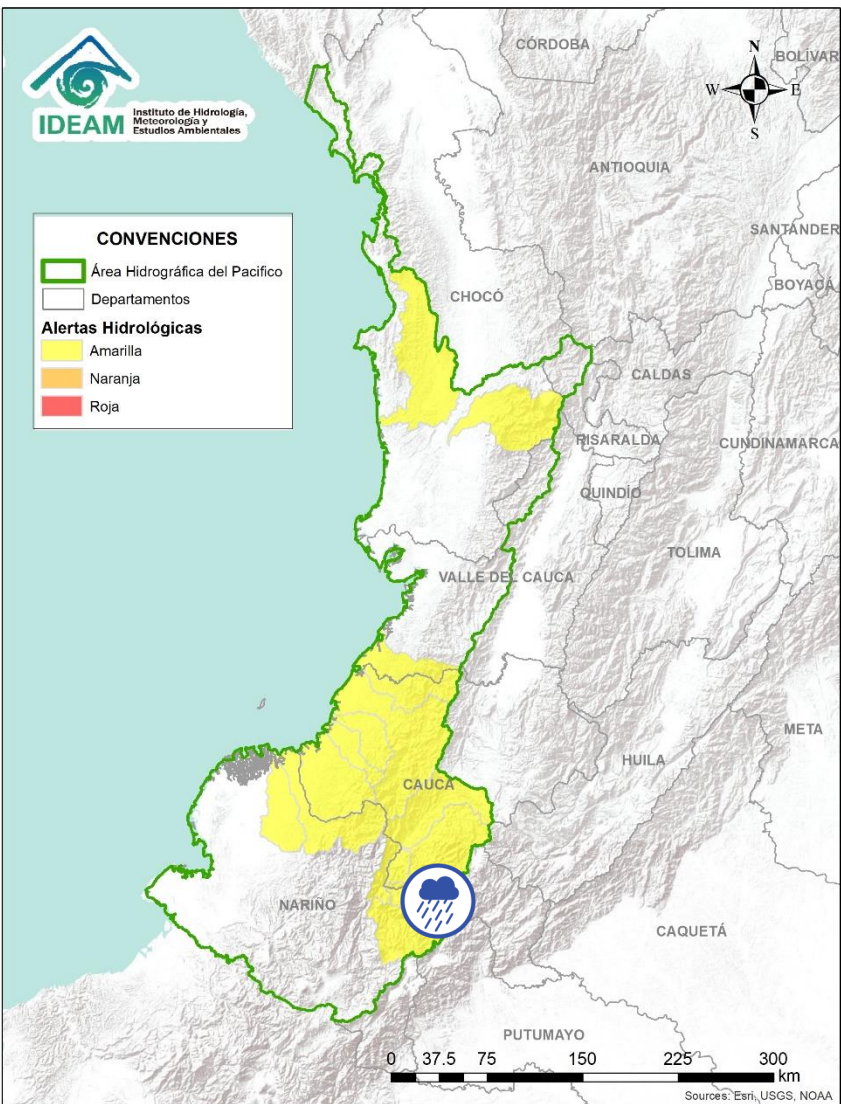 IDEAM
Instituto de Hidrología,
Meteorología y
Estudios Ambientales
CÓRDOBA
BOLÍVAR
N
W
E
S
ANTIOQUIA
SANTANDER
BOYACÁ
CONVENCIONES
Área Hidrográfica del Pacifico
Departamentos
Alertas Hidrológicas
Amarilla
Naranja
Roja
CHOCÓ
CALDAS
RISARALDA
CUNDINAMARCA
QUINDÍO
TOLIMA
VALLE DEL CAUCA
META
HUILA
CAUCA
NARIÑO
CAQUETÁ
PUTUMAYO
0 37.5 75 150 225 300
km
Sources: Esri, USGS, NOAA